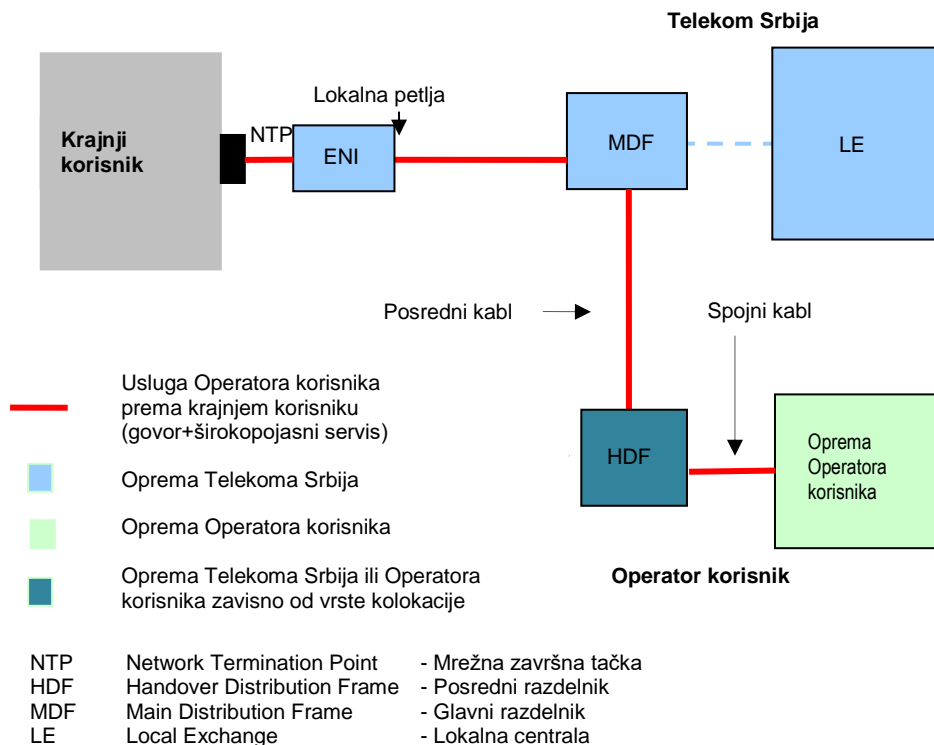 Telekom Srbija
Lokalna petlja
Krajnji
korisnik
NTP
ENI
MDF
LE
Posredni kabl
Spojni kabl
Usluga Operatora korisnika
prema krajnjem korisniku
(govor+širokopojasni servis)
HDF
Oprema
Operatora
korisnika
Oprema Telekoma Srbija
Oprema Operatora korisnika
Operator korisnik
Oprema Telekoma Srbija ili Operatora
korisnika zavisno od vrste kolokacije
NTP Network Termination Point - Mrežna završna tačka
HDF Handover Distribution Frame - Posredni razdelnik
MDF Main Distribution Frame - Glavni razdelnik
LE Local Exchange - Lokalna centrala